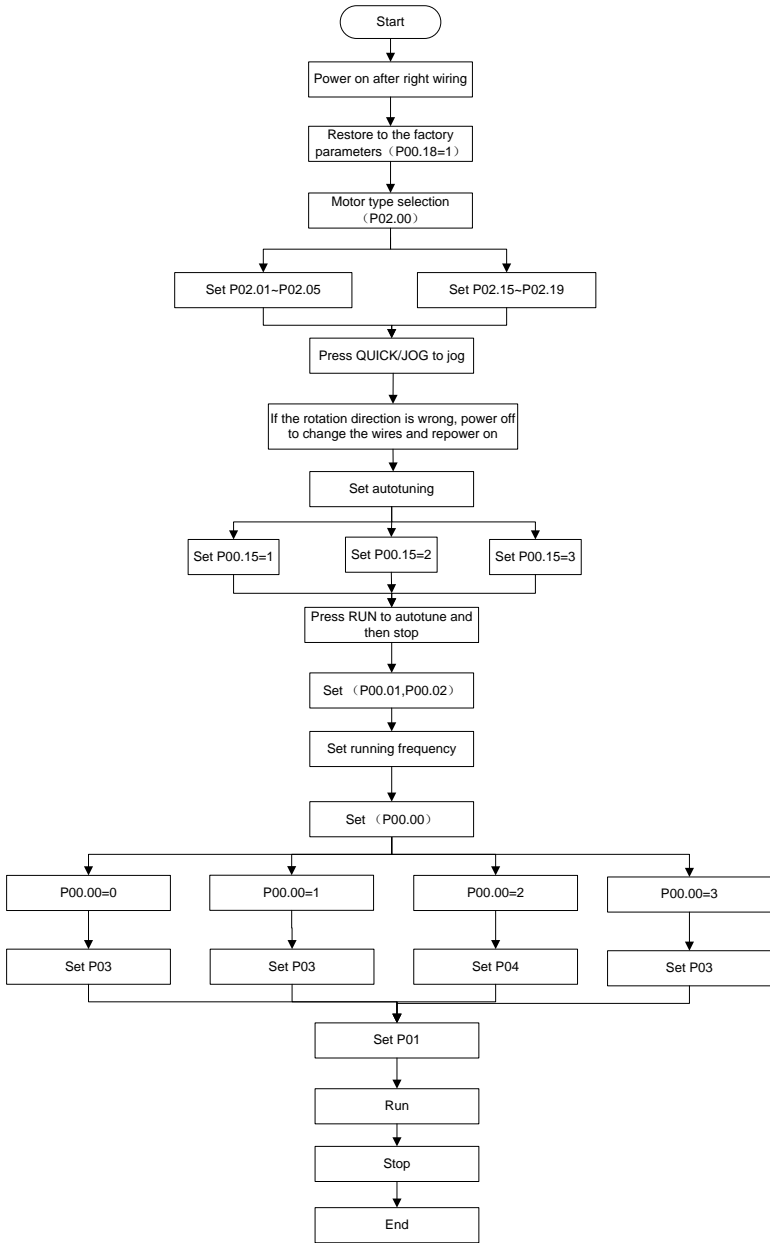 Start
Power on after right wiring
Restore to the factory
parameters（P00.18=1）
Motor type selection
（P02.00）
Set P02.01~P02.05
Set P02.15~P02.19
Press QUICK/JOG to jog
If the rotation direction is wrong, power off
to change the wires and repower on
Set autotuning
Set P00.15=1
Set P00.15=2
Set P00.15=3
Press RUN to autotune and
then stop
Set （P00.01,P00.02）
Set running frequency
Set （P00.00）
P00.00=0
P00.00=1
P00.00=2
P00.00=3
Set P03
Set P03
Set P04
Set P03
Set P01
Run
Stop
End